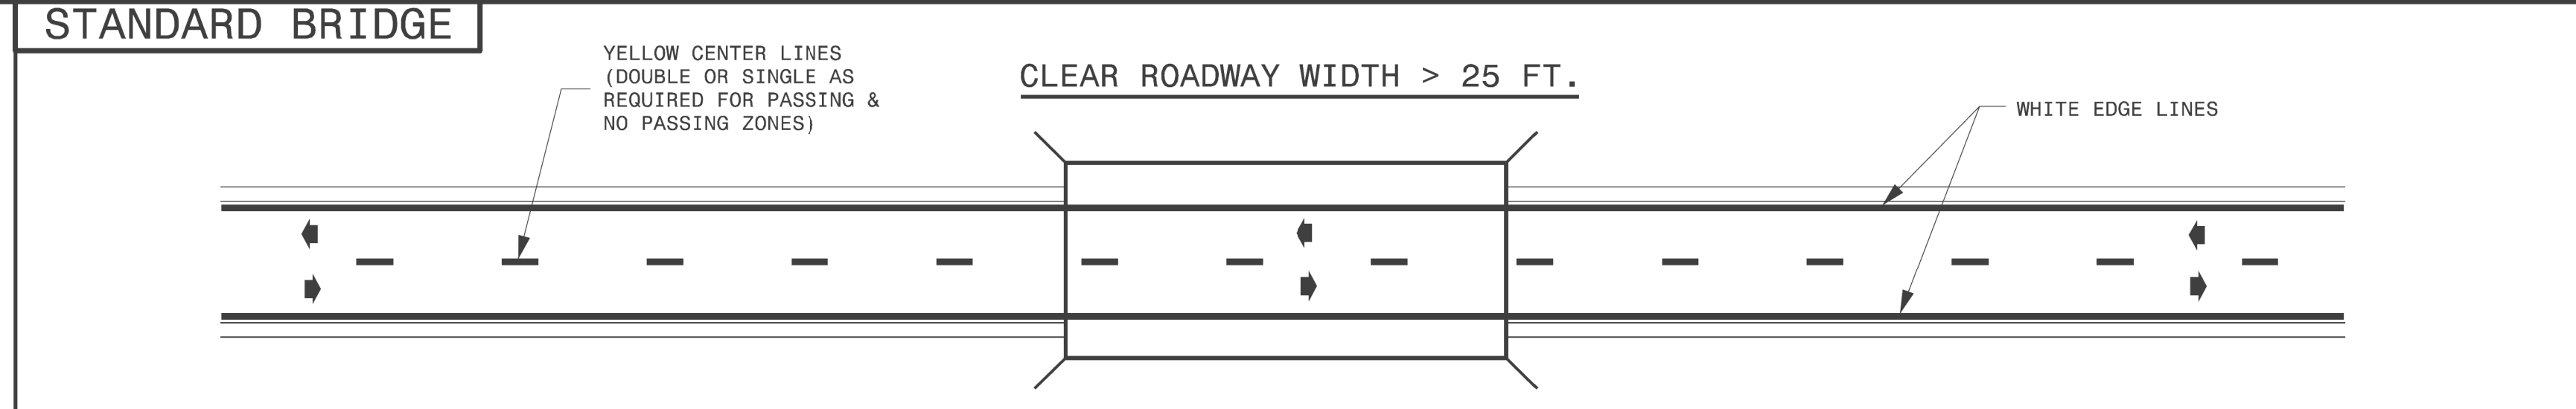 STANDARD BRIDGE
YELLOW CENTER LINES
(DOUBLE OR SINGLE AS
REQUIRED FOR PASSING &
NO PASSING ZONES)
CLEAR ROADWAY WIDTH > 25 FT.
WHITE EDGE LINES